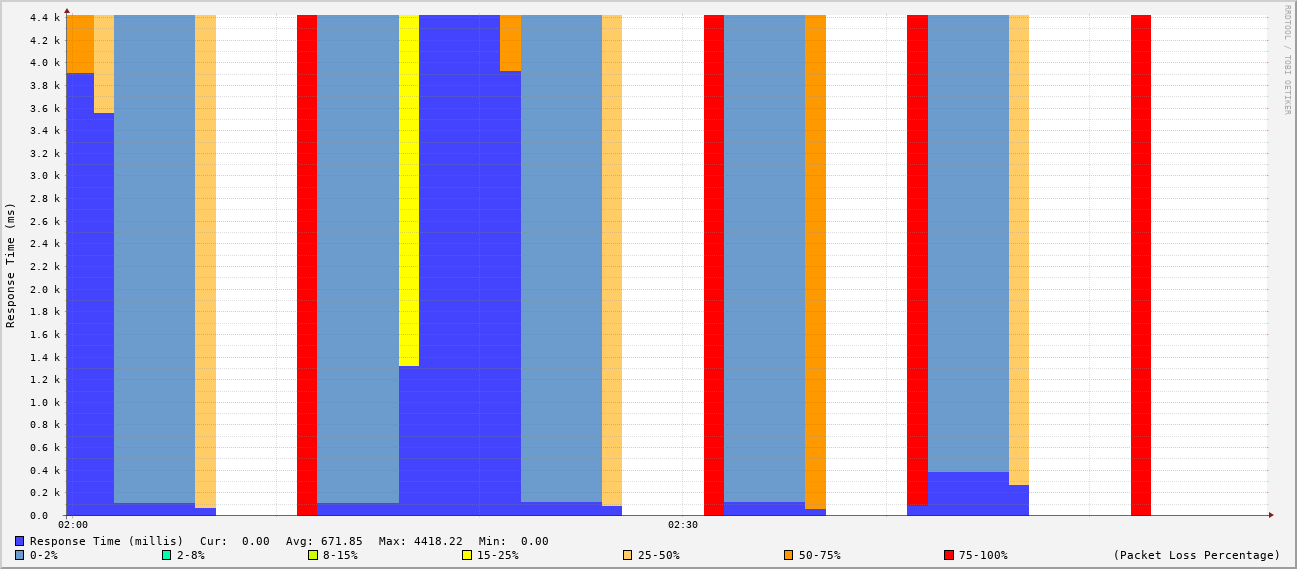 RRDTOOL / TOBI OETIKER
Response Time (ms)
4.4 k
4.2 k
4.0 k
3.8 k
3.6 k
3.4 k
3.2 k
3.0 k
2.8 k
2.6 k
2.4 k
2.2 k
2.0 k
1.8 k
1.6 k
1.4 k
1.2 k
1.0 k
0.8 k
0.6 k
0.4 k
0.2 k
0.0
02:00 02:30
Response Time (millis) Cur: 0.00 Avg: 671.85 Max: 4418.22 Min: 0.00
0-2% 2-8% 8-15% 15-25% 25-50% 50-75% 75-100% (Packet Loss Percentage)